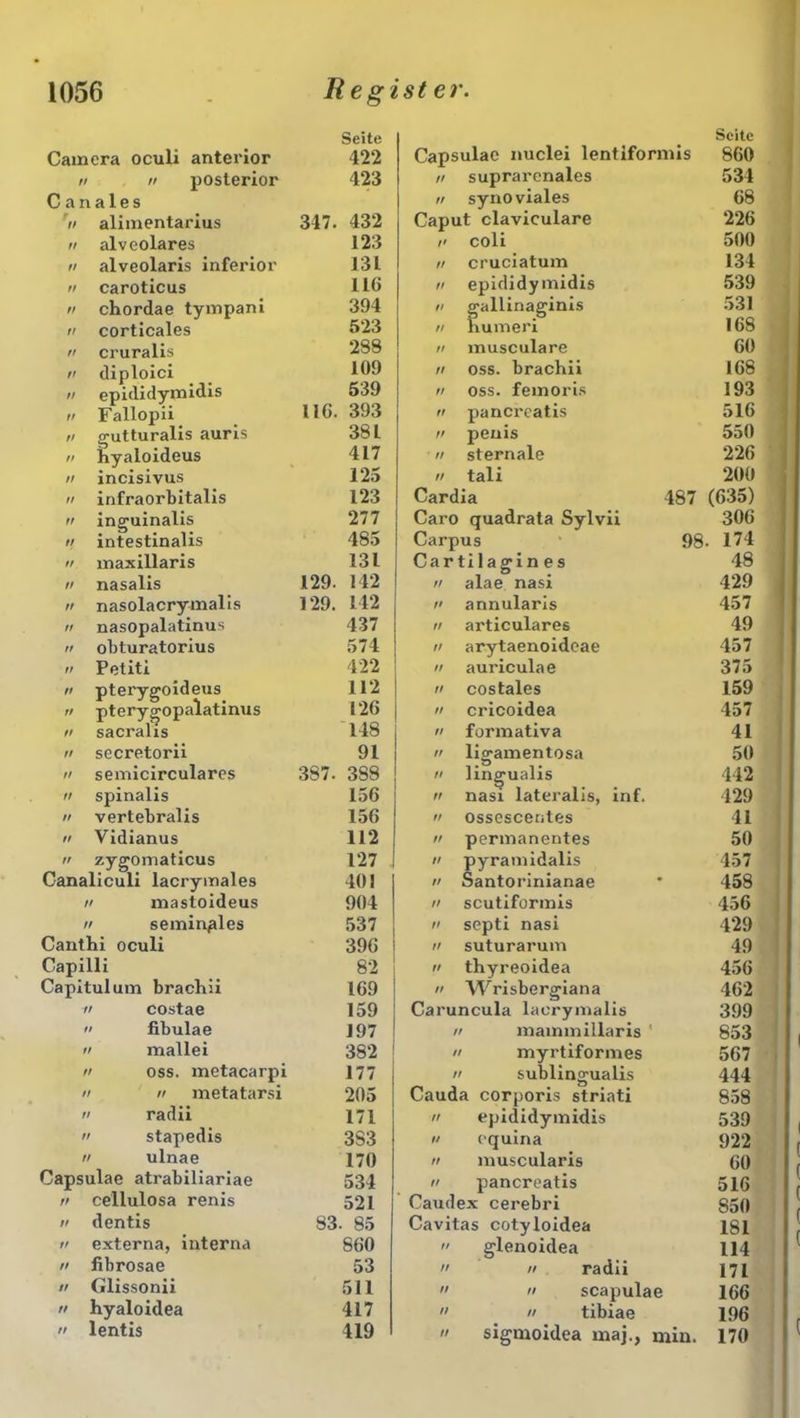 1056
Register.
Seite
Camera oculi anterior 422
" " posterior 423
Canales
" alimentarius 347. 432
" alveolares 123
" alveolaris inferior 131
" caroticus 116
" chordae tympani 394
" corticales 523
" cruralis 288
" diploici 109
" epididymidis 539
" Fallopii 116. 393
" gutturalis auris 381
" hyaloideus 417
" incisivus 125
" infraorbitalis 123
" inguinalis 277
" intestinalis 485
" maxillaris 131
" nasalis 129. 142
" nasolacrymalis 129. 142
" nasopalatinus 437
" obturatorius 574
" Petiti 422
" pterygoideus 112
" pterygopalatinus 126
" sacralis 148
" secretorii 91
" semicirculares 387. 388
" spinalis 156
" vertebralis 156
" Vidianus 112
" zygomaticus 127
Canaliculi lacrymales 401
" mastoideus 904
" seminales 537
Canthi oculi 396
Capilli 82
Capitulum brachii 169
" costae 159
" fibulae 197
" mallei 382
" oss. metacarpi 177
" " metatarsi 205
" radii 171
" stapedis 383
" ulnae 170
Capsulae atrabiliariae 534
" cellulosa renis 521
" dentis 83. 85
" externa, interna 860
" fibrosae 53
" Glissonii 511
" hyaloidea 417
" lentis 419
Seite
Capsulae nuclei lentiformis 860
" suprarenales 534
" synoviales 68
Caput claviculare 226
" coli 500
" cruciatum 134
" epididymidis 539
" gallinaginis 531
" humeri 168
" musculare 60
" oss. brachii 168
" oss. femoris 193
" pancreatis 516
" penis 550
" sternale 226
" tali 200
Cardia 487 (635)
Caro quadrata Sylvii 306
Carpus 98. 174
Cartilagines 48
" alae nasi 429
" annularis 457
" articulares 49
" arytaenoideae 457
" auriculae 375
" costales 159
" cricoidea 457
" formativa 41
" ligamentosa 50
" lingualis 442
" nasi lateralis, inf. 429
" ossescentes 41
" permanentes 50
" pyramidalis 457
" Santorinianae 458
" scutiformis 456
" septi nasi 429
" suturarum 49
" thyreoidea 456
" Wrisbergiana 462
Caruncula lacrymalis 399
" mammillaris 853
" myrtiformes 567
" sublingualis 444
Cauda corporis striati 858
" epididymidis 539
" equina 922
" muscularis 60
" pancreatis 516
Caudex cerebri 850
Cavitas cotyloidea 181
" glenoidea 114
" " radii 171
" " scapulae 166
" " tibiae 196
" sigmoidea maj., min. 170